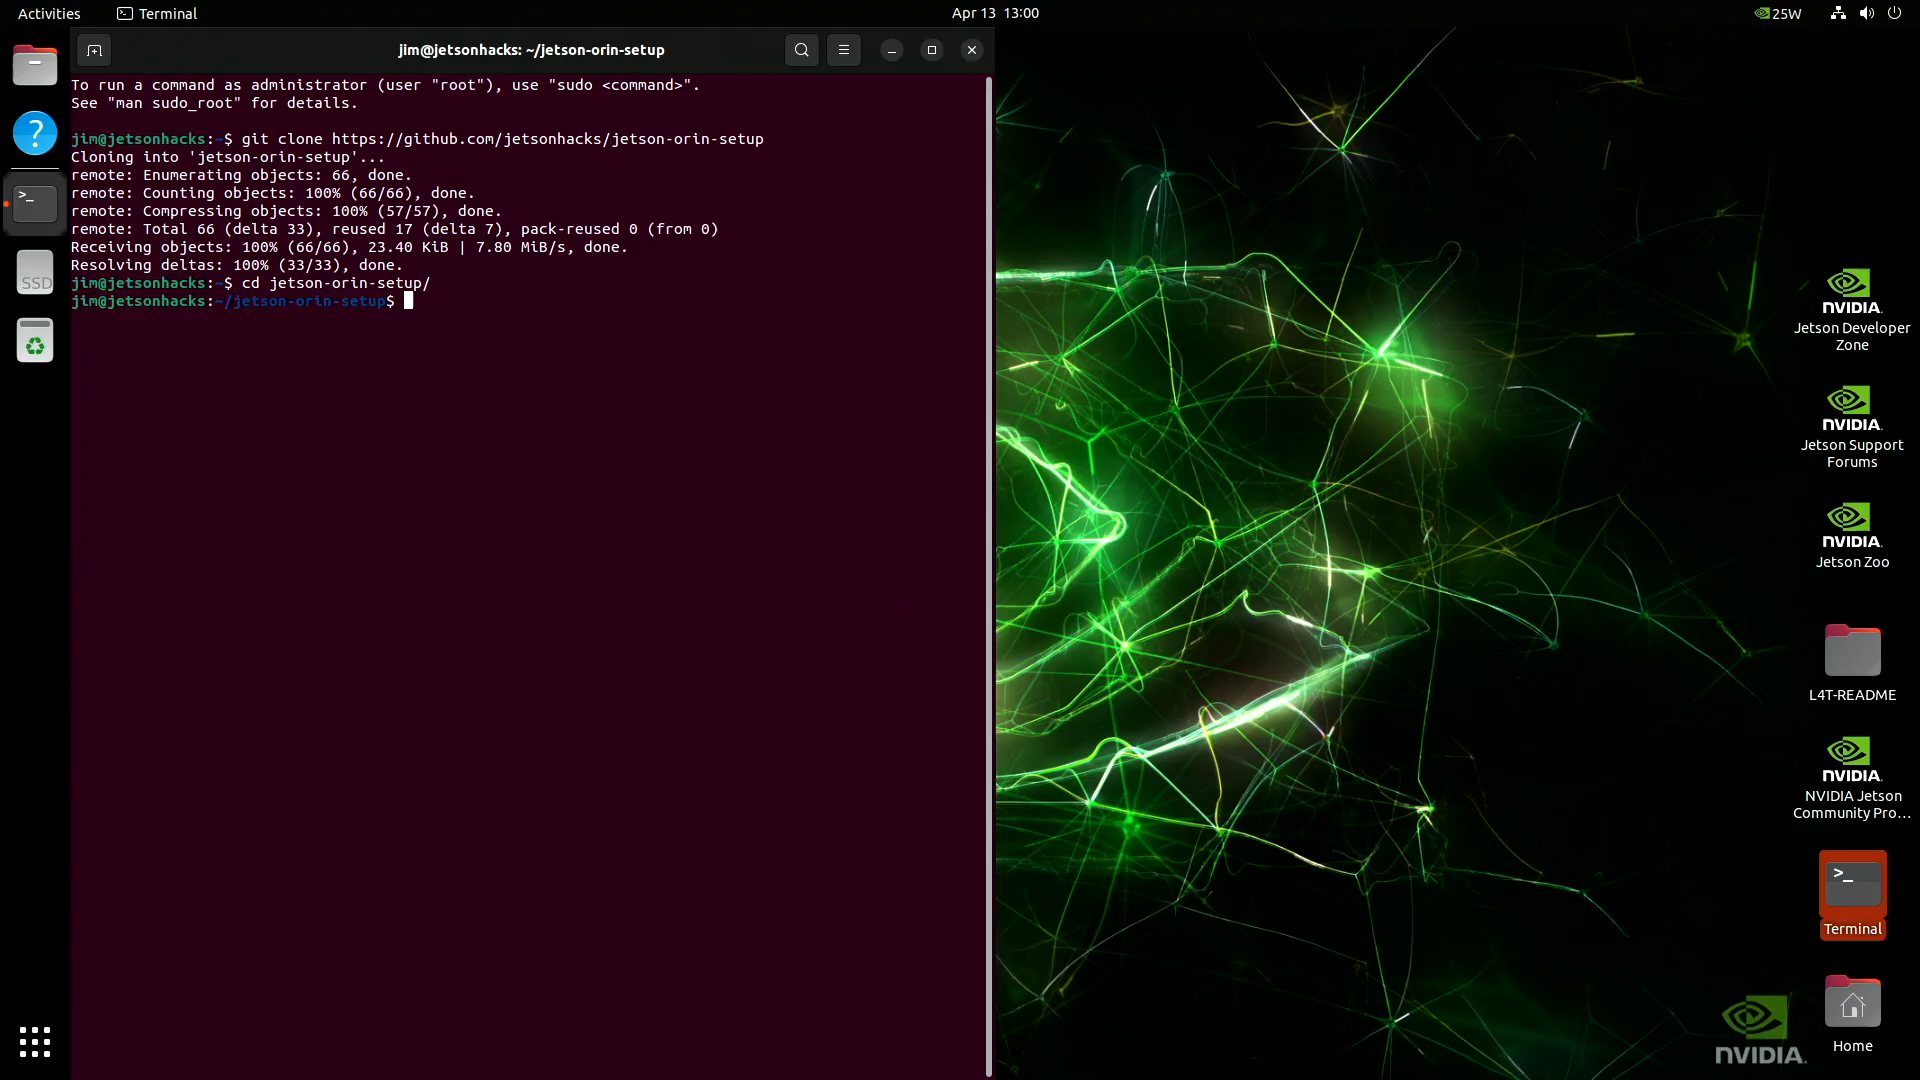 Activities
Terminal
Apr 13 13:00
25W
jim@jetsonhacks: ~/jetson-orin-setup
To run a command as administrator (user "root"), use "sudo <command>".
See "man sudo_root" for details.
jim@jetsonhacks:~$ git clone https://github.com/jetsonhacks/jetson-orin-setup
Cloning into 'jetson-orin-setup'...
remote: Enumerating objects: 66, done.
remote: Counting objects: 100% (66/66), done.
remote: Compressing objects: 100% (57/57), done.
remote: Total 66 (delta 33), reused 17 (delta 7), pack-reused 0 (from 0)
Receiving objects: 100% (66/66), 23.40 KiB | 7.80 MiB/s, done.
Resolving deltas: 100% (33/33), done.
jim@jetsonhacks:~$ cd jetson-orin-setup/
jim@jetsonhacks:~/jetson-orin-setup$
?
>_
SSD
NVIDIA.
Jetson Developer
Zone
NVIDIA.
Jetson Support
Forums
NVIDIA.
Jetson Zoo
L4T-README
NVIDIA.
NVIDIA Jetson
Community Pro...
>_
Terminal
Home
NVIDIA.